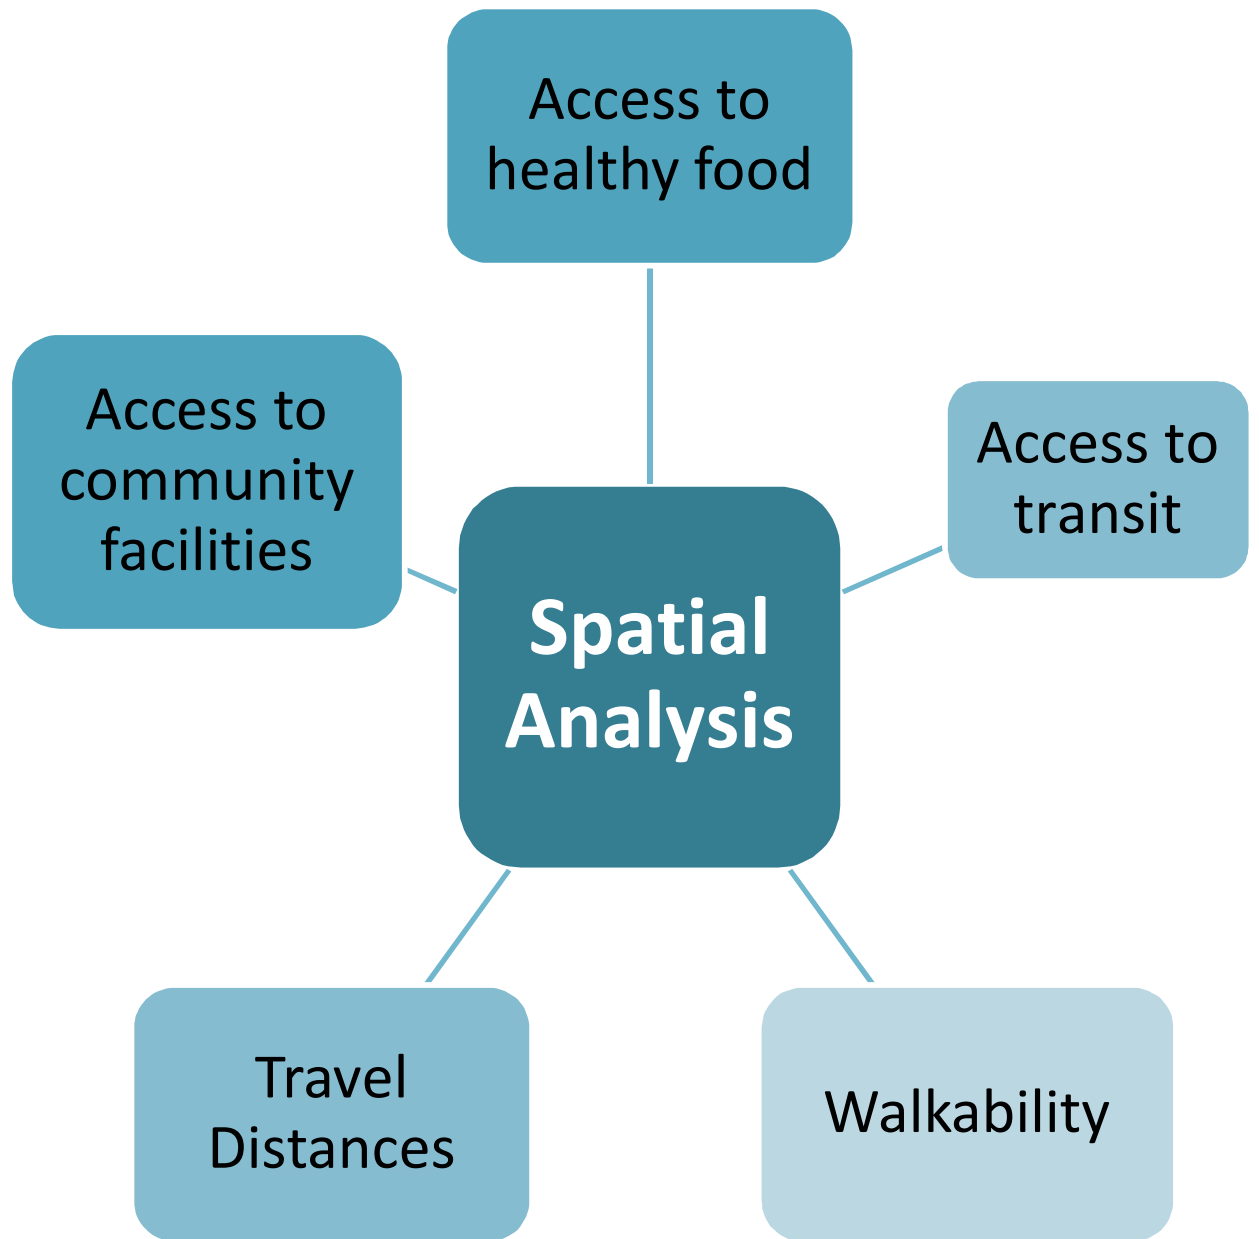 Access to
healthy food
Access to
community
facilities
Access to
transit
Spatial
Analysis
Travel
Distances
Walkability